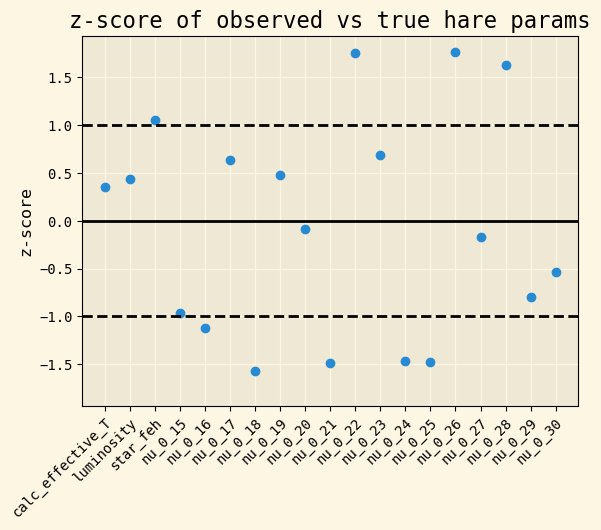 z-score of observed vs true hare params
z-score
1.5
1.0
0.5
0.0
−0.5
−1.0
−1.5
calc_effective_T
luminosity
star_feh
nu_0_15
nu_0_16
nu_0_17
nu_0_18
nu_0_19
nu_0_20
nu_0_21
nu_0_22
nu_0_23
nu_0_24
nu_0_25
nu_0_26
nu_0_27
nu_0_28
nu_0_29
nu_0_30